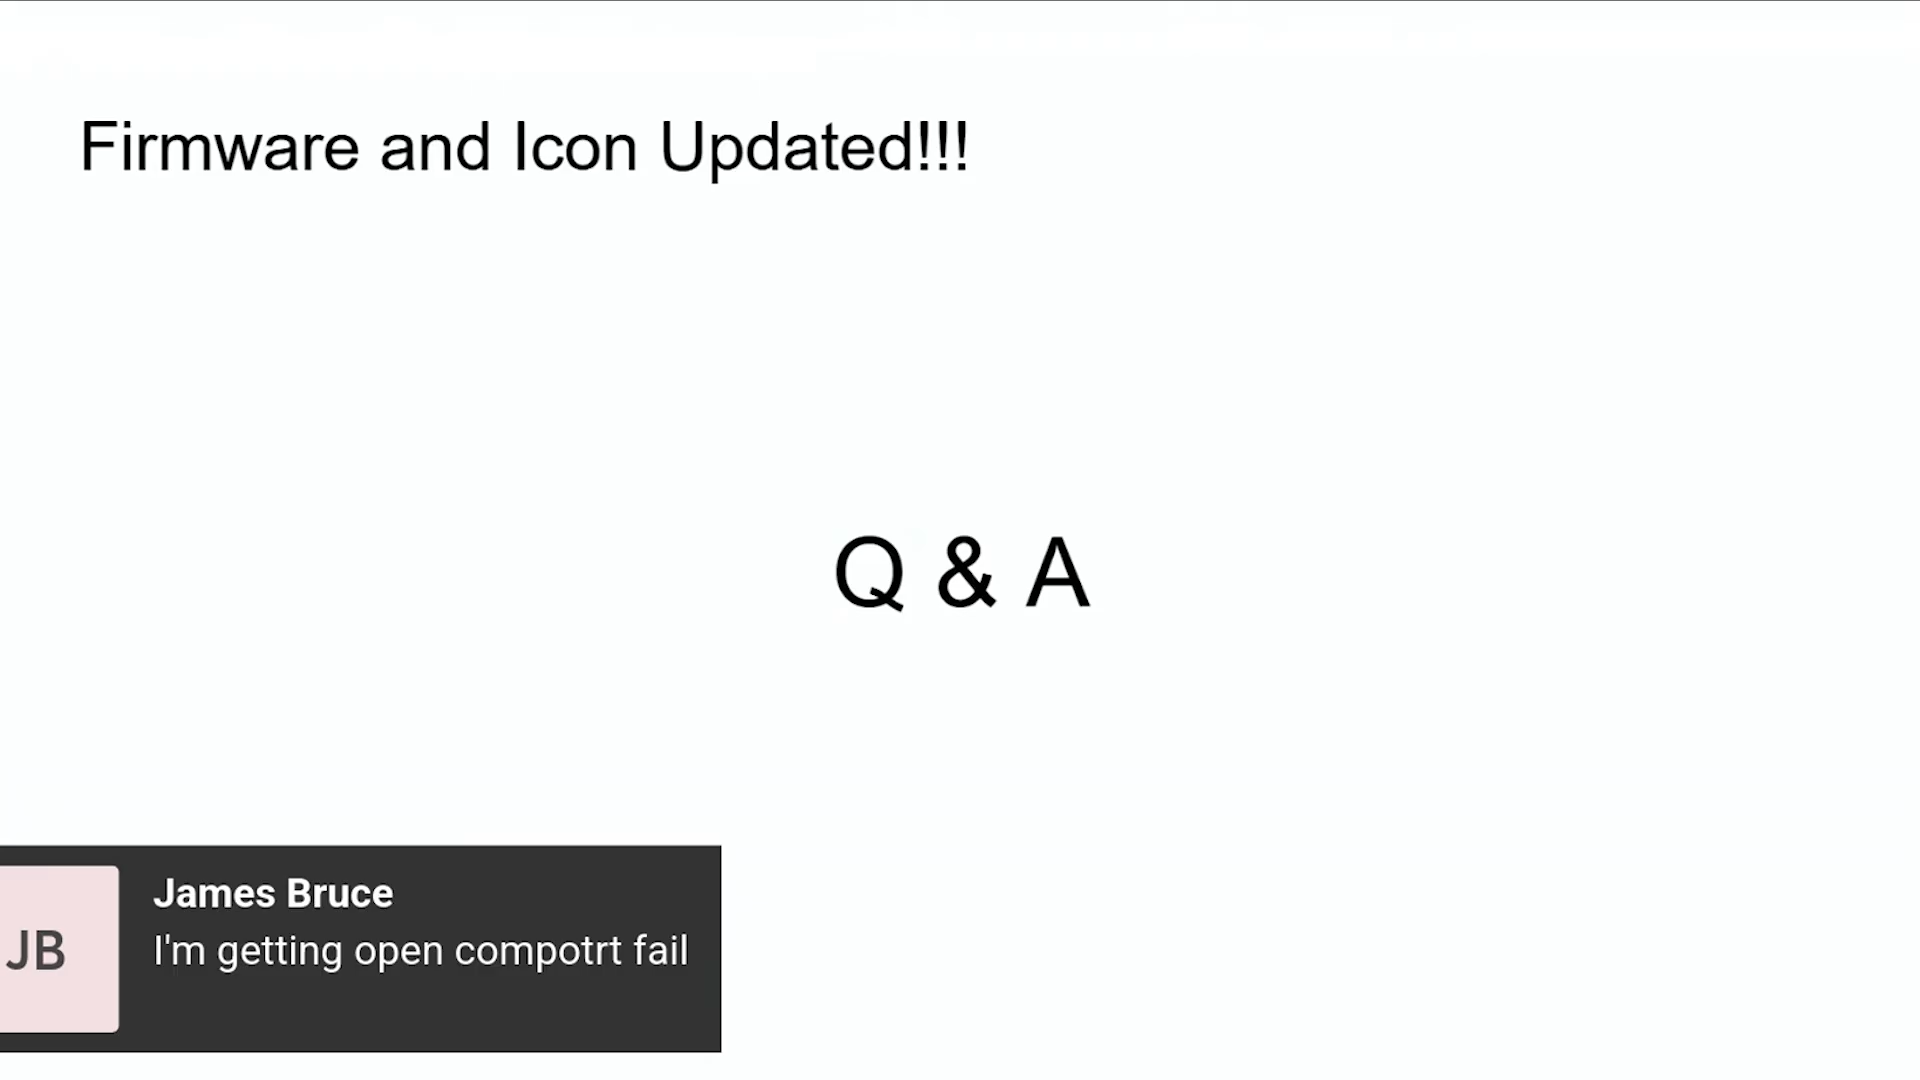 Firmware and Icon Updated!!!
Q & A
JB
James Bruce
I'm getting open compotrt fail